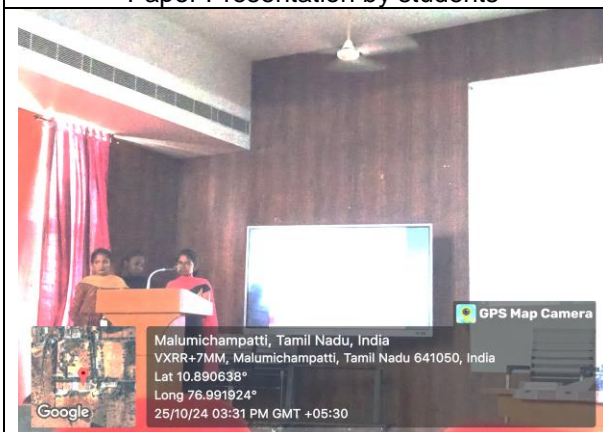 Paper Presentation by students
GPS Map Camera
Malumichampatti, Tamil Nadu, India
VXRR+7MM, Malumichampatti, Tamil Nadu 641050, India
Lat 10.890638°
Long 76.991924°
25/10/24 03:31 PM GMT +05:30
Google